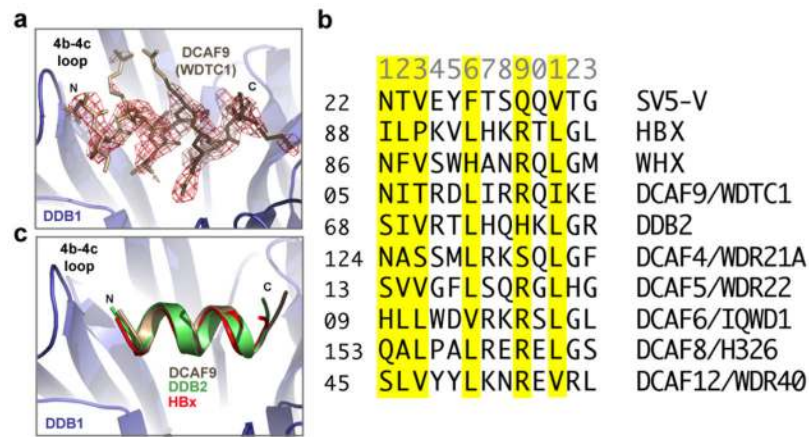 a
4b-4c
loop
DCAF9
(WDTC1)
N
C
DDB1
c
4b-4c
loop
N
C
DCAF9
DDB2
HBx
DDB1
b
1234567890123
22 NTVEYFTSQQVTG SV5-V
88 ILPKVLHKRTLGL HBX
86 NFVSWHANRQLGM WHX
05 NITRDLIRRQIKE DCAF9/WDTC1
68 SIVRTLHQHKLGR DDB2
124 NASSMLRKSQLGF DCAF4/WDR21A
13 SVVGFLSQRGLHG DCAF5/WDR22
09 HLLWDVRKRSLGL DCAF6/IQWD1
153 QALPALRERELGS DCAF8/H326
45 SLVYYLKNREVRL DCAF12/WDR40